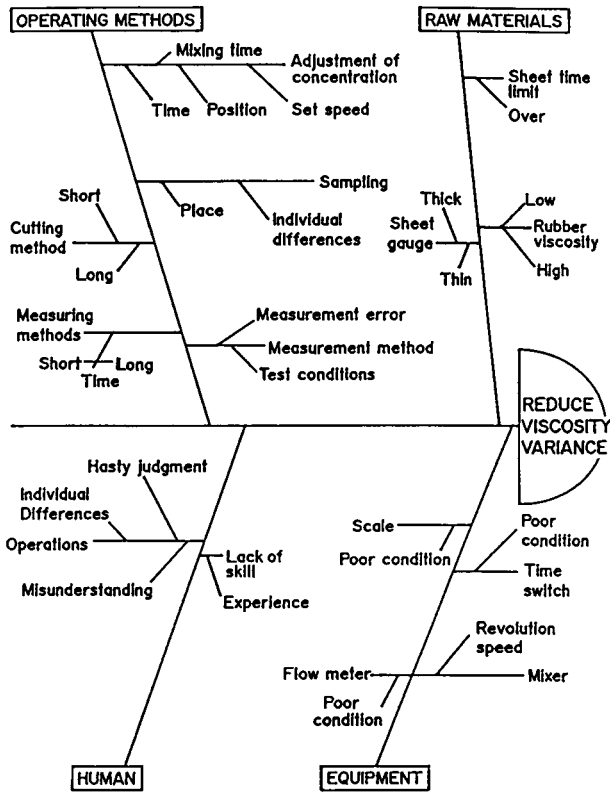 OPERATING METHODS
RAW MATERIALS
Mixing time
Adjustment of
concentration
Time
Position
Set speed
Sheet time
limit
Over
Sampling
Place
Individual
differences
Short
Cutting
method
Long
Thick
Sheet
gauge
Thin
Low
Rubber
viscosity
High
Measuring
methods
Short
Long
Time
Measurement error
Measurement method
Test conditions
REDUCE
VISCOSITY
VARIANCE
Hasty judgment
Individual
Differences
Operations
Misunderstanding
Lack of
skill
Experience
Scale
Poor condition
Poor
condition
Time
switch
Revolution
speed
Flow meter
Mixer
Poor
condition
HUMAN
EQUIPMENT